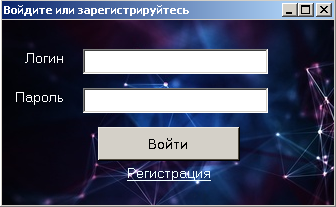 Войдите или зарегистрируйтесь
Логин
Пароль
Войти
Регистрация